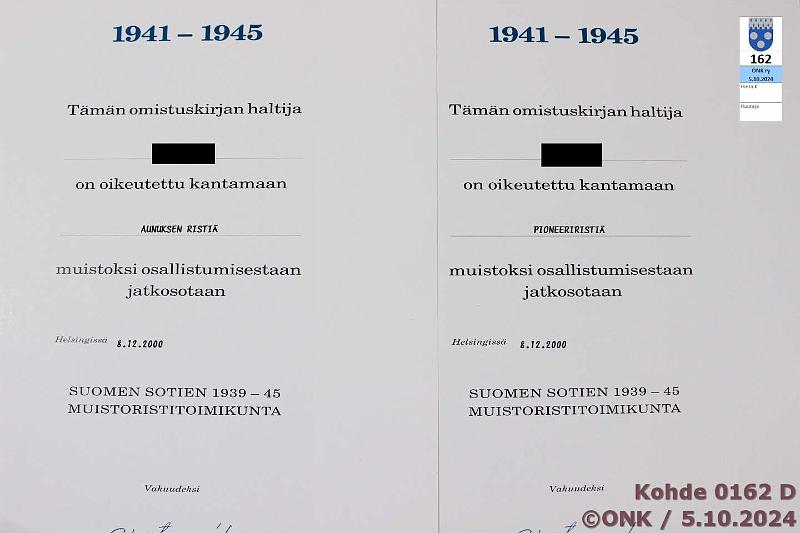 1941 – 1945
Tämän omistuskirjan haltija
on oikeutettu kantamaan
AUNUKSEN RISTIÄ
muistoksi osallistumisestaan
jatkosotaan
Helsingissä 8.12.2000
SUOMEN SOTIEN 1939 – 45
MUISTORISTITOIMIKUNTA
Vakuudeksi
1941 – 1945
Tämän omistuskirjan haltija
on oikeutettu kantamaan
PIONEERIRISTIÄ
muistoksi osallistumisestaan
jatkosotaan
Helsingissä 8.12.2000
SUOMEN SOTIEN 1939 – 45
MUISTORISTITOIMIKUNTA
Vakuudeksi
162
ONK ry
5.10.2024
Hinta €
Huutaja
Kohde 0162 D
©ONK / 5.10.2024